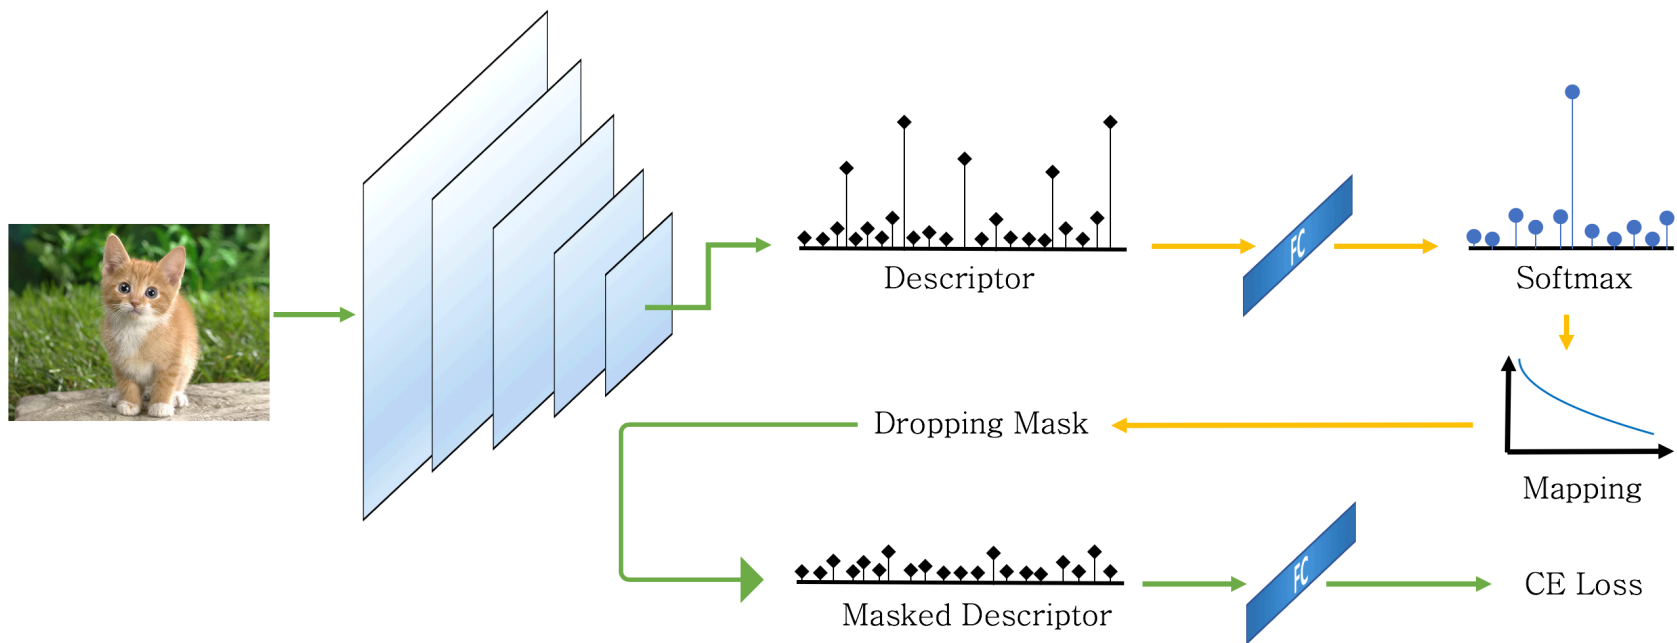 Descriptor
FC
Softmax
Dropping Mask
Mapping
Masked Descriptor
FC
CE Loss